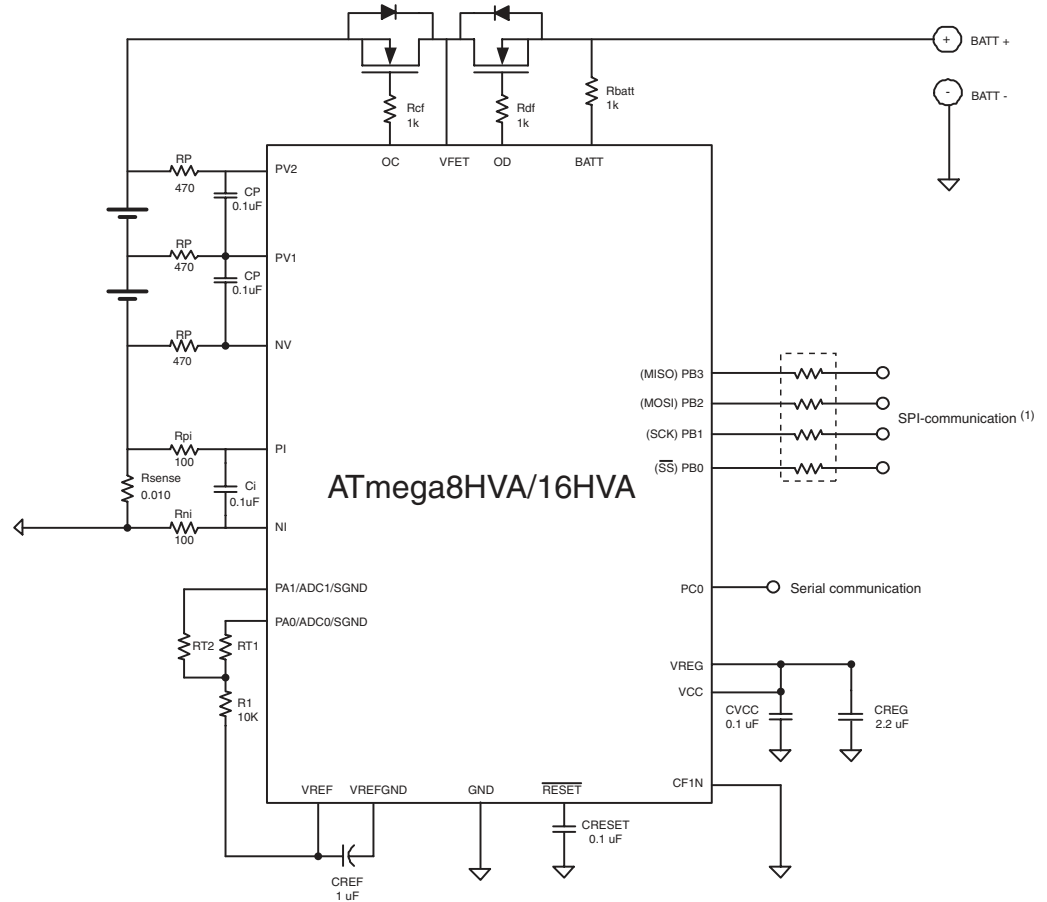 +
BATT +
-
BATT -
Rcf
1k
Rdf
1k
Rbatt
1k
OC
VFET
OD
BATT
RP
470
PV2
CP
0.1uF
RP
470
PV1
CP
0.1uF
RP
470
NV
(MISO) PB3
(MOSI) PB2
(SCK) PB1
(SS) PB0
SPI-communication (1)
Rpi
100
PI
Rsense
0.010
Ci
0.1uF
ATmega8HVA/16HVA
Rni
100
NI
PA1/ADC1/SGND
PC0
Serial communication
PA0/ADC0/SGND
RT2
RT1
VREG
VCC
R1
10K
CVCC
0.1 uF
CREG
2.2 uF
CF1N
VREF
VREFGND
GND
RESET
CRESET
0.1 uF
CREF
1 uF